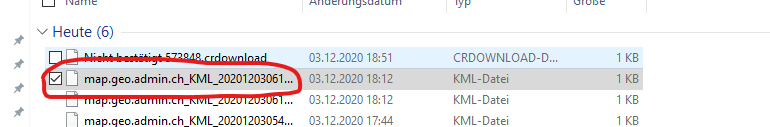 Name Änderungsdatum Typ Größe
Heute (6)
Nicht bestätigt 572848.crdownload 03.12.2020 18:51 CRDOWNLOAD-D... 1 KB
map.geo.admin.ch_KML_20201203061... 03.12.2020 18:12 KML-Datei 1 KB
map.geo.admin.ch_KML_20201203061... 03.12.2020 18:12 KML-Datei 1 KB
map.geo.admin.ch_KML_20201203054... 03.12.2020 17:44 KML-Datei 1 KB